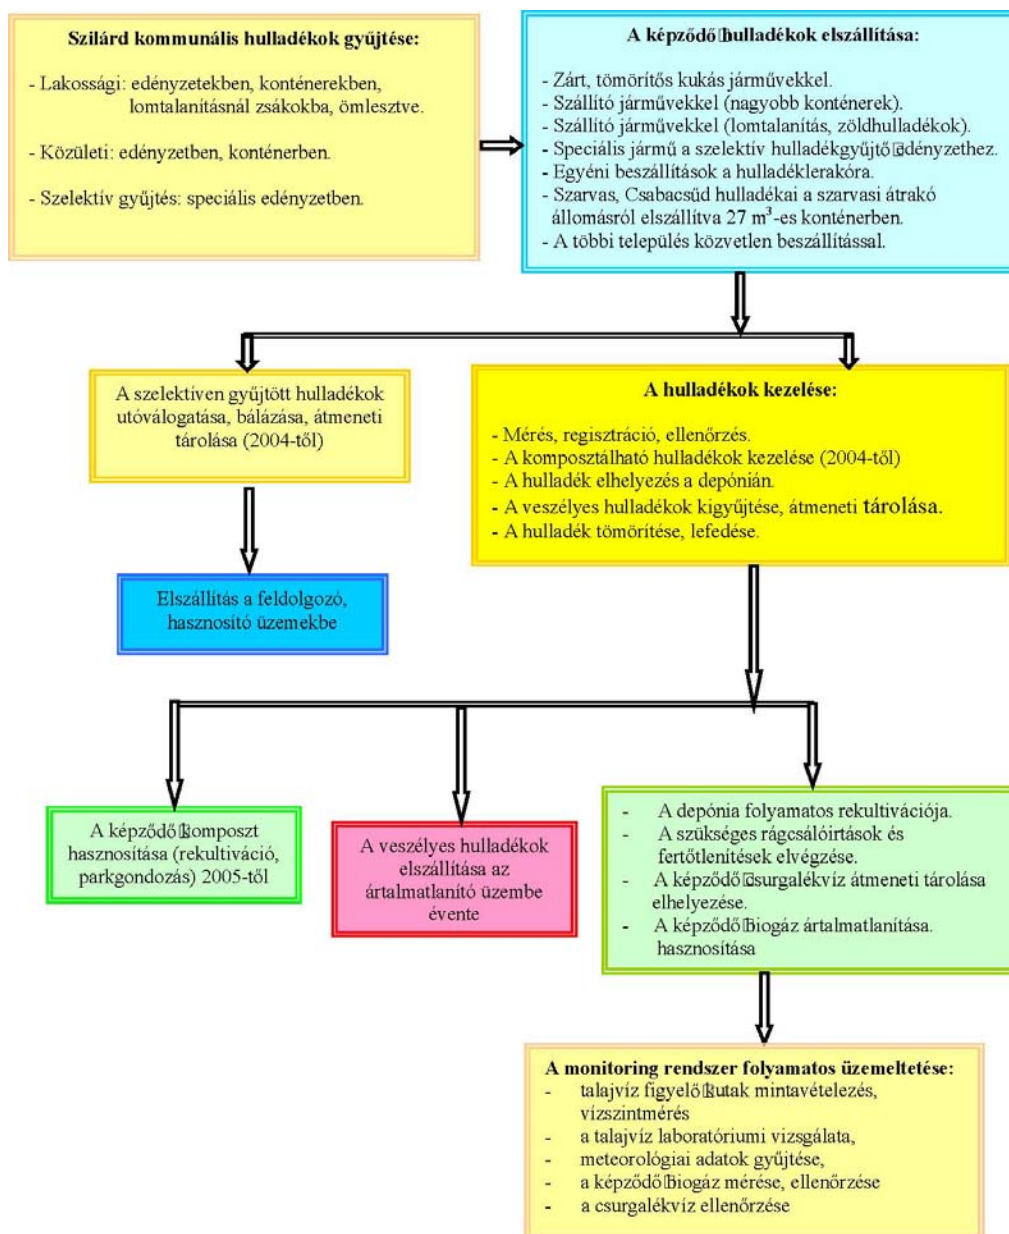 Szilárd kommunális hulladékok gyűjtése:
- Lakossági: edényzetekben, konténerekben,
lomtalanításnál zsákokba, ömlesztve.
- Közületi: edényzetben, konténerben.
- Szelektív gyűjtés: speciális edényzetben.
A képződő hulladékok elszállítása:
- Zárt, tömörítős kukás járművekkel.
- Szállító járművekkel (nagyobb konténerek).
- Szállító járművekkel (lomtalanítás, zöldhulladékok).
- Speciális jármű a szelektív hulladékgyűjtő edényzethez.
- Egyéni beszállítások a hulladéklerakóra.
- Szarvas, Csabacsűd hulladékai a szarvasi átrakó
állomásról elszállítva 27 m³-es konténerben.
- A többi település közvetlen beszállítással.
A szelektíven gyűjtött hulladékok
utóválogatása, bálázása, átmeneti
tárolása (2004-től)
A hulladékok kezelése:
- Mérés, regisztráció, ellenőrzés.
- A komposztálható hulladékok kezelése (2004-től)
- A hulladék elhelyezés a depónián.
- A veszélyes hulladékok kigyűjtése, átmeneti tárolása.
- A hulladék tömörítése, lefedése.
Elszállítás a feldolgozó,
hasznosító üzemekbe
A képződő komposzt
hasznosítása (rekultiváció,
parkgondozás) 2005-től
A veszélyes hulladékok
elszállítása az
ártalmatlanító üzembe
évente
- A depónia folyamatos rekultivációja.
- A szükséges rágcsálóirtások és
fertőtlenítések elvégzése.
- A képződő csurgalékvíz átmeneti tárolása
elhelyezése.
- A képződő biogáz ártalmatlanítása.
hasznosítása
A monitoring rendszer folyamatos üzemeltetése:
- talajvíz figyelő kutak mintavételezés,
vízszintmérés
- a talajvíz laboratóriumi vizsgálata,
- meteorológiai adatok gyűjtése,
- a képződő biogáz mérése, ellenőrzése
- a csurgalékvíz ellenőrzése